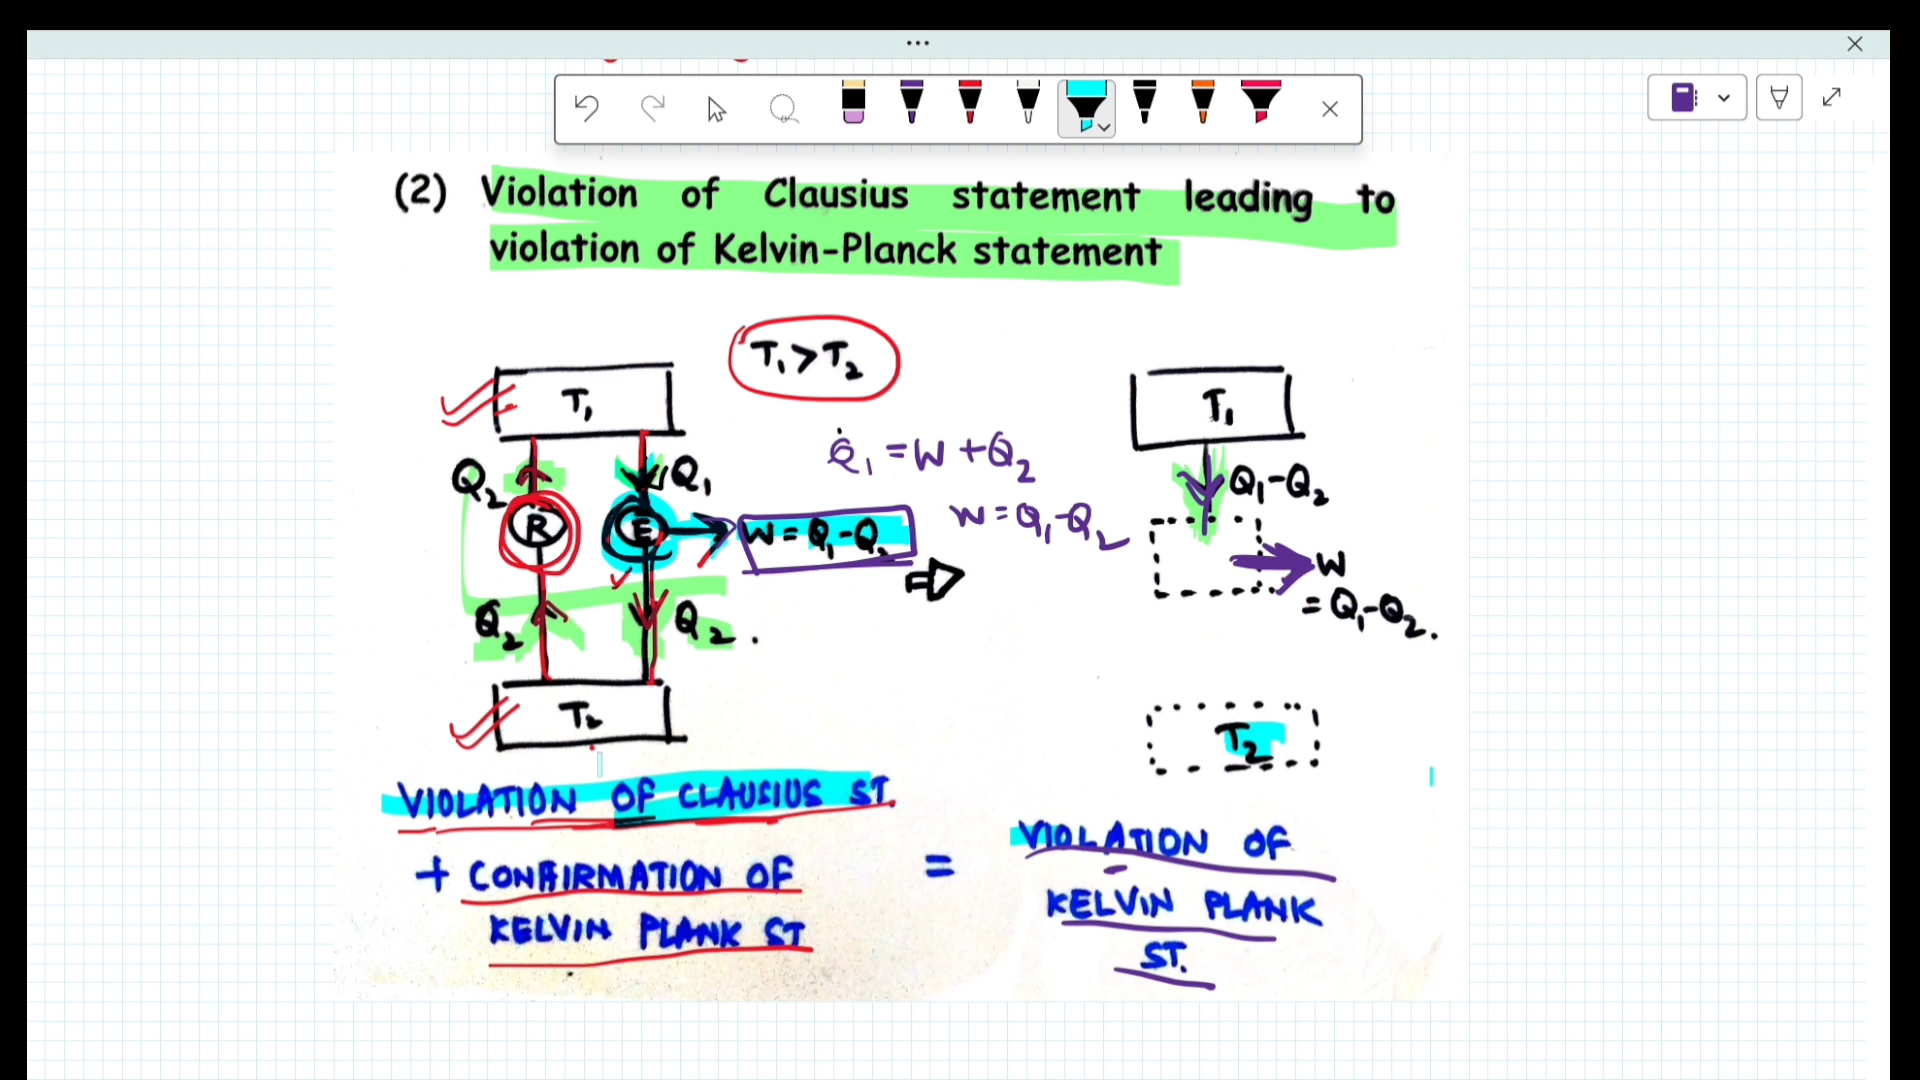 (2) Violation of Clausius statement leading to
violation of Kelvin-Planck statement
T₁>T₂
T₁
T₁
Q̇₁ = W + Q₂
Q₂
Q₁
Q₁-Q₂
R
E
W = Q₁-Q₂
W = Q₁-Q₂
W
= Q₁-Q₂.
Q₂
Q₂.
T₂
T₂
VIOLATION OF CLAUSIUS ST.
+ CONFIRMATION OF
KELVIN PLANK ST
=
VIOLATION OF
KELVIN PLANK
ST.